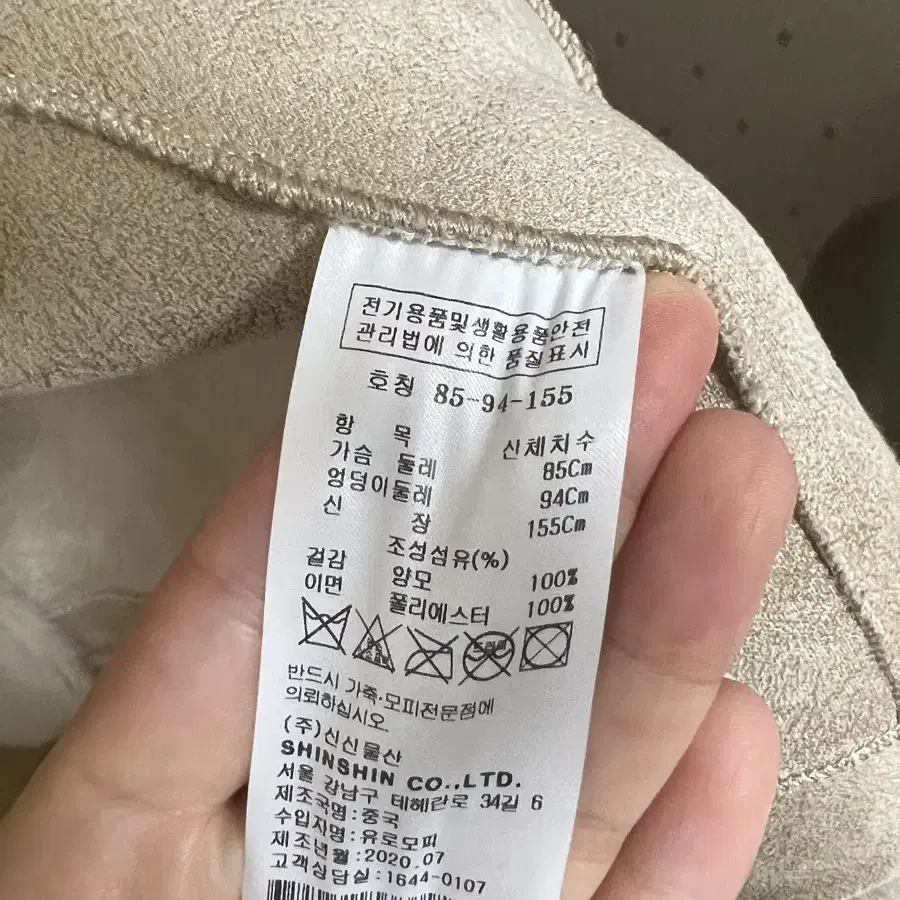 전기용품및생활용품안전
관리법에 의한 품질표시
호칭 85-94-155
항 목 신체치수
가슴 둘레 85Cm
엉덩이둘레 94Cm
신 장 155Cm
조성섬유(%)
겉감 양모 100%
이면 폴리에스터 100%
드라이
반드시 가죽·모피전문점에
의뢰하십시오.
(주)신신물산
SHINSHIN CO.,LTD.
서울 강남구 테헤란로 34길 6
제조국명:중국
수입자명:유로모피
제조년월:2020.07
고객상담실:1644-0107